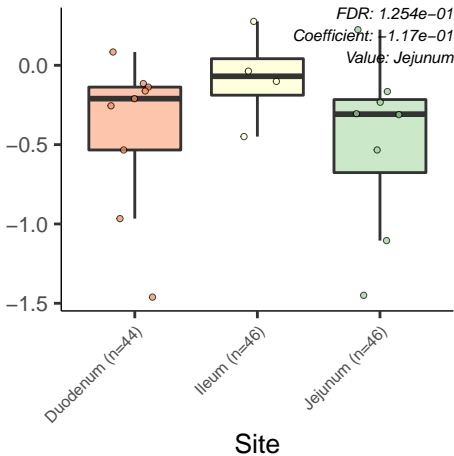 FDR: 1.254e−01
Coefficient: −1.17e−01
Value: Jejunum
0.0
−0.5
−1.0
−1.5
Duodenum (n=44)
Ileum (n=46)
Jejunum (n=46)
Site